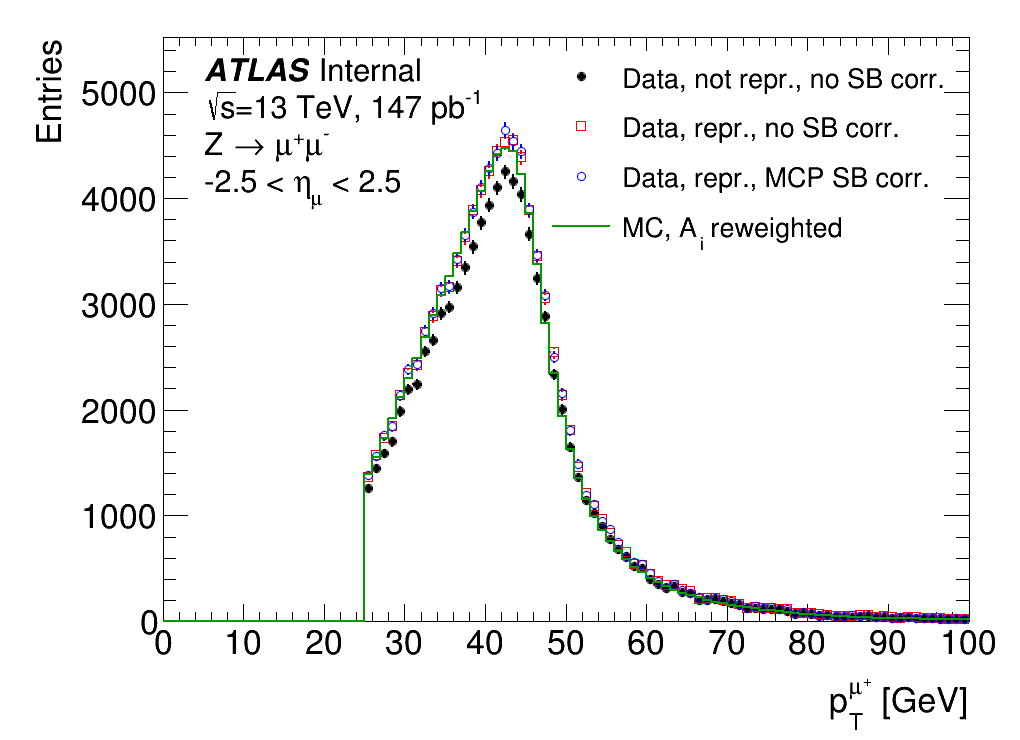 Entries
ATLAS Internal
√s=13 TeV, 147 pb⁻¹
Z → μ⁺μ⁻
-2.5 < η_μ < 2.5
Data, not repr., no SB corr.
Data, repr., no SB corr.
Data, repr., MCP SB corr.
MC, A_i reweighted
5000
4000
3000
2000
1000
0
0 10 20 30 40 50 60 70 80 90 100
p_T^μ⁺ [GeV]